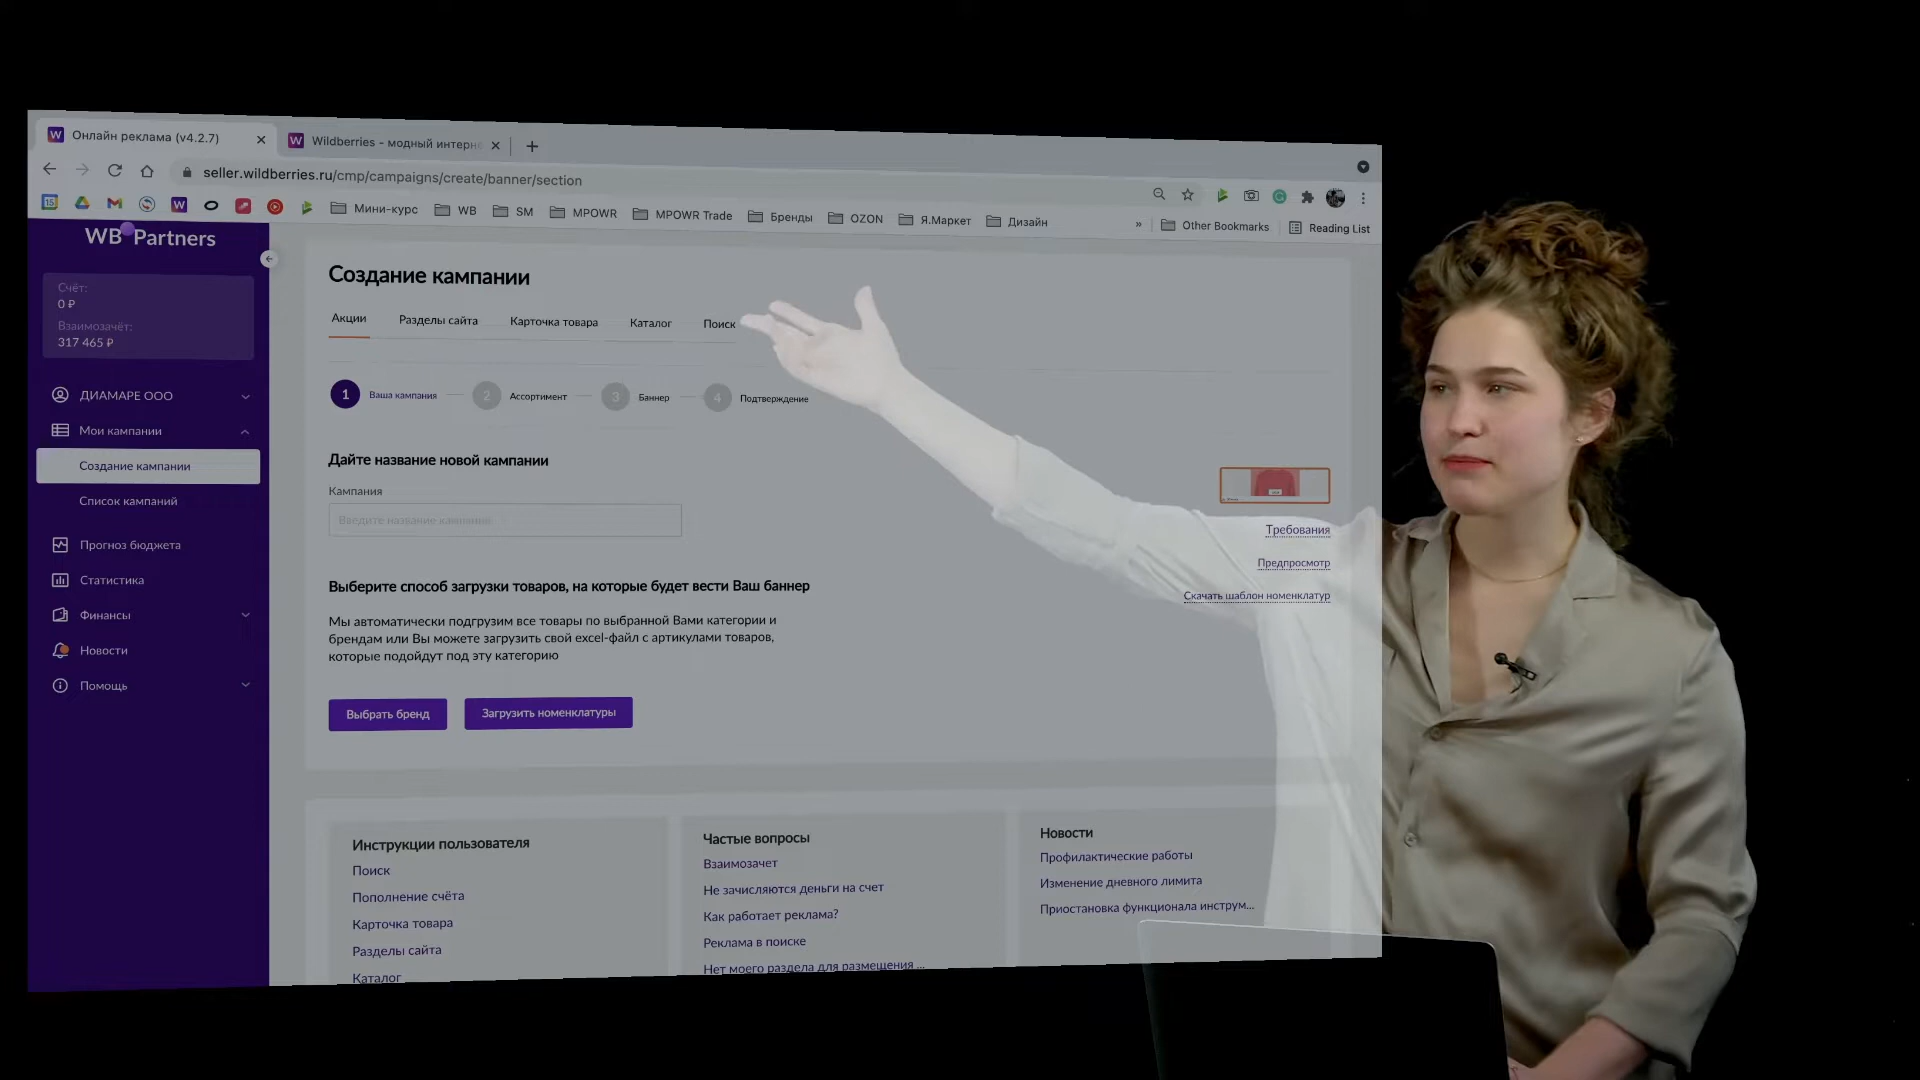 Онлайн реклама (v4.2.7)
Wildberries - модный интерн
seller.wildberries.ru/cmp/campaigns/create/banner/section
15
Мини-курс
WB
SM
MPOWR
MPOWR Trade
Бренды
OZON
Я.Маркет
Дизайн
»
Other Bookmarks
Reading List
WB Partners
Счёт:
0 ₽
Взаимозачёт:
317 465 ₽
ДИАМАРЕ ООО
Мои кампании
Создание кампании
Список кампаний
Прогноз бюджета
Статистика
Финансы
Новости
Помощь
Создание кампании
Акции
Разделы сайта
Карточка товара
Каталог
Поиск
1 Ваша кампания
2 Ассортимент
3 Баннер
4 Подтверждение
Дайте название новой кампании
Кампания
Введите название кампании
Требования
Предпросмотр
Скачать шаблон номенклатур
Выберите способ загрузки товаров, на которые будет вести Ваш баннер
Мы автоматически подгрузим все товары по выбранной Вами категории и
брендам или Вы можете загрузить свой excel-файл с артикулами товаров,
которые подойдут под эту категорию
Выбрать бренд
Загрузить номенклатуры
Инструкции пользователя
Поиск
Пополнение счёта
Карточка товара
Разделы сайта
Каталог
Частые вопросы
Взаимозачет
Не зачисляются деньги на счет
Как работает реклама?
Реклама в поиске
Нет моего раздела для размещения ...
Новости
Профилактические работы
Изменение дневного лимита
Приостановка функционала инструм...